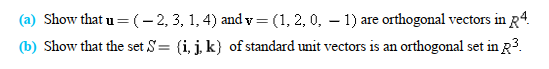 (a) Show that u = (− 2, 3, 1, 4) and v = (1, 2, 0, − 1) are orthogonal vectors in R⁴.
(b) Show that the set S = {i, j, k} of standard unit vectors is an orthogonal set in R³.